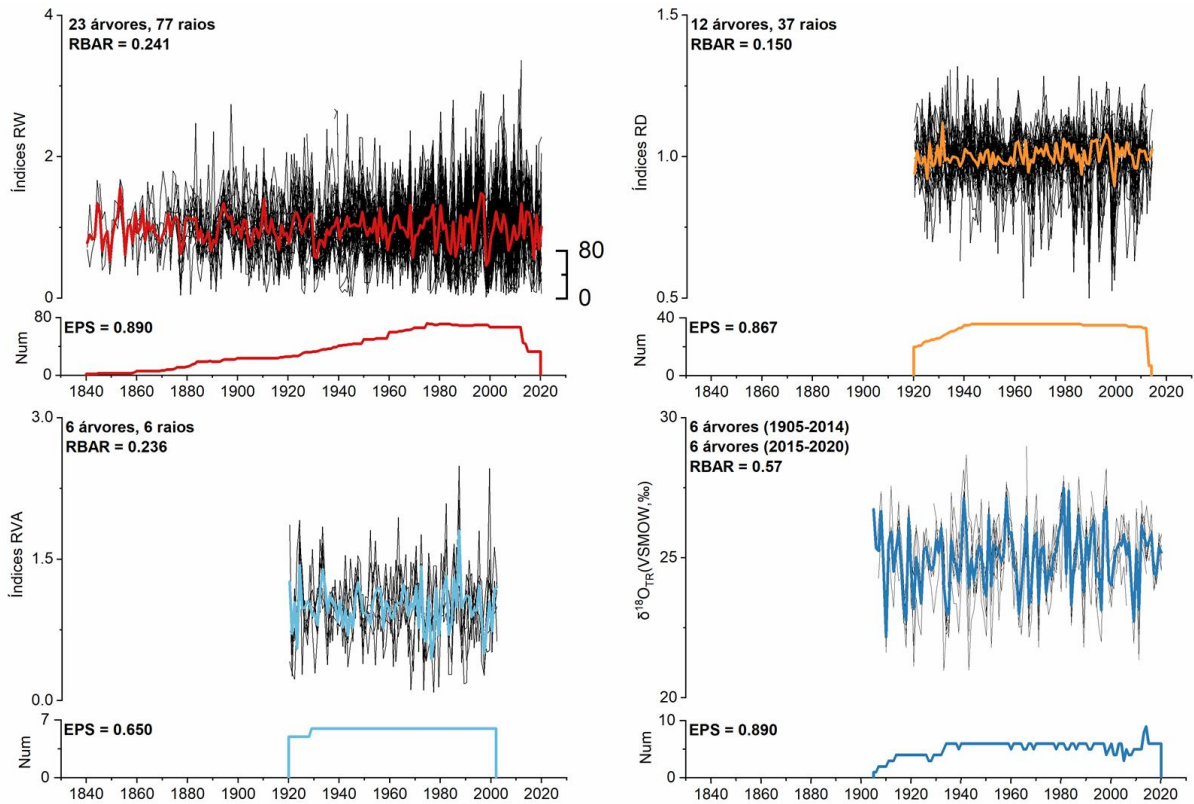 4
2
0
Índices RW
23 árvores, 77 raios
RBAR = 0.241
80
0
80
0
Num
EPS = 0.890
1840 1860 1880 1900 1920 1940 1960 1980 2000 2020
1.5
1.0
0.5
Índices RD
12 árvores, 37 raios
RBAR = 0.150
40
0
Num
EPS = 0.867
1840 1860 1880 1900 1920 1940 1960 1980 2000 2020
3.0
1.5
0.0
Índices RVA
6 árvores, 6 raios
RBAR = 0.236
7
0
Num
EPS = 0.650
1840 1860 1880 1900 1920 1940 1960 1980 2000 2020
30
25
20
δ¹⁸O_TR(VSMOW,‰)
6 árvores (1905-2014)
6 árvores (2015-2020)
RBAR = 0.57
10
0
Num
EPS = 0.890
1840 1860 1880 1900 1920 1940 1960 1980 2000 2020